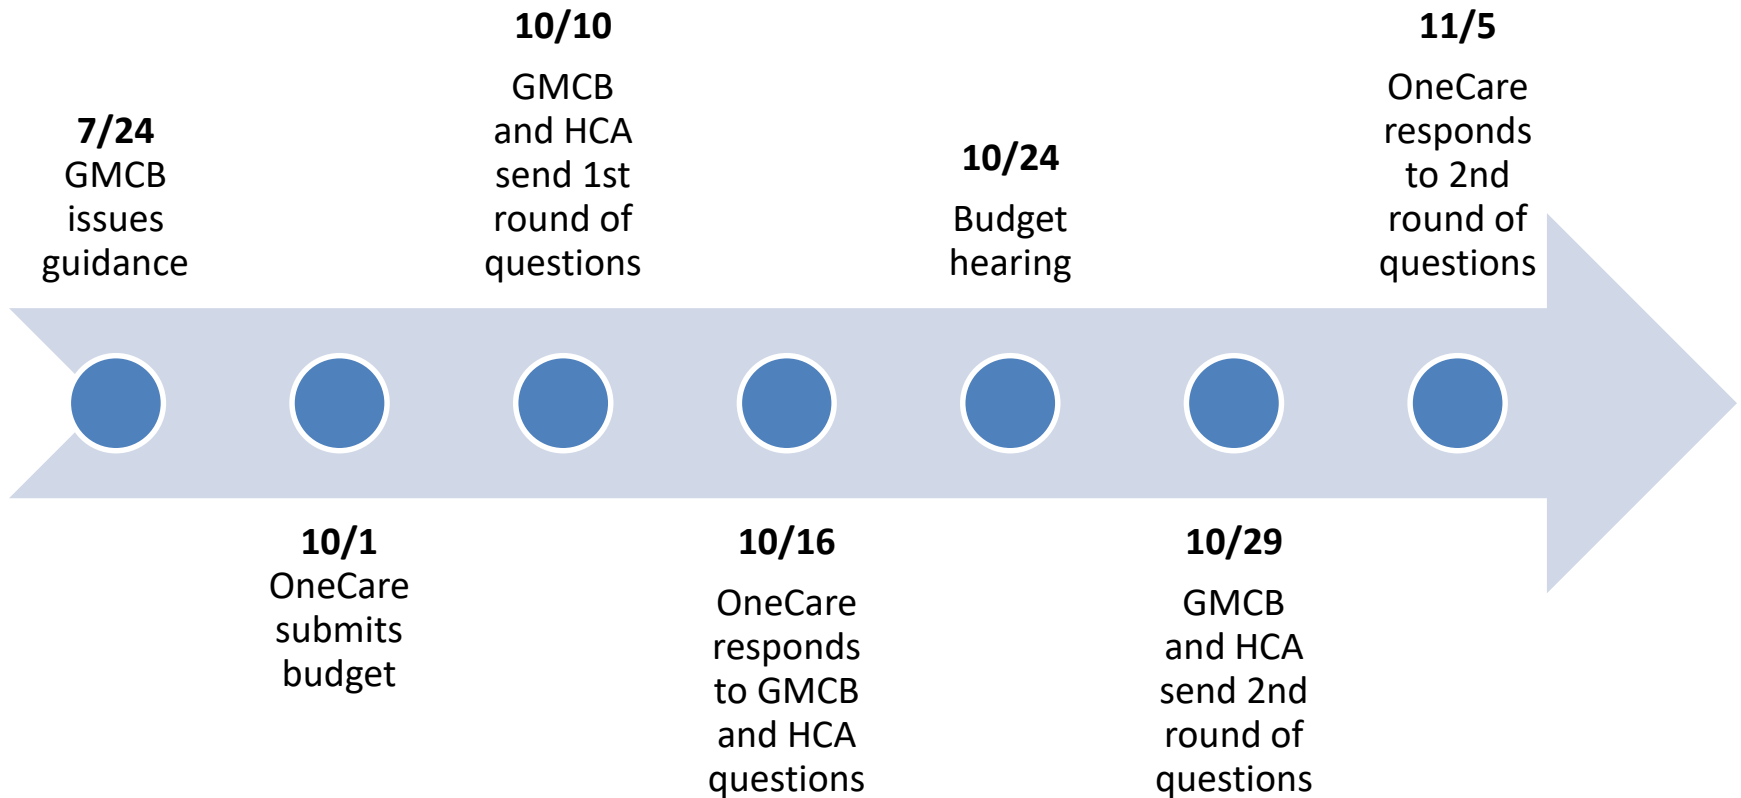 7/24
GMCB
issues
guidance
10/1
OneCare
submits
budget
10/10
GMCB
and HCA
send 1st
round of
questions
10/16
OneCare
responds
to GMCB
and HCA
questions
10/24
Budget
hearing
10/29
GMCB
and HCA
send 2nd
round of
questions
11/5
OneCare
responds
to 2nd
round of
questions